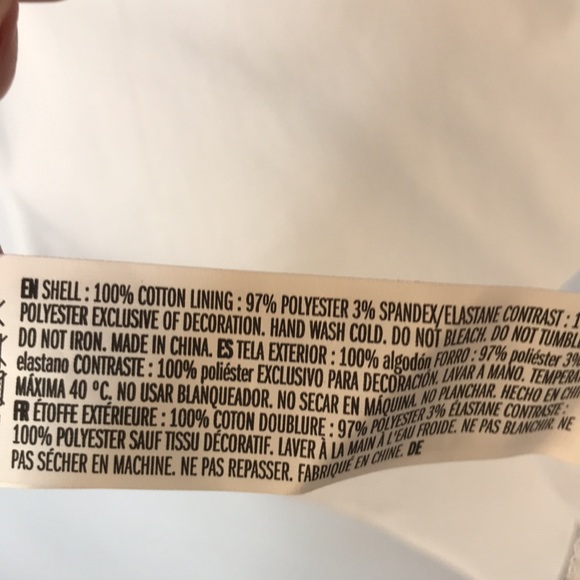 EN SHELL : 100% COTTON LINING : 97% POLYESTER 3% SPANDEX/ELASTANE CONTRAST : 1
POLYESTER EXCLUSIVE OF DECORATION. HAND WASH COLD. DO NOT BLEACH. DO NOT TUMBL
DO NOT IRON. MADE IN CHINA. ES TELA EXTERIOR : 100% algodón FORRO : 97% poliéster 3%
elastano CONTRASTE : 100% poliéster EXCLUSIVO PARA DECORACIÓN. LAVAR A MANO. TEMPERA
MÁXIMA 40 °C. NO USAR BLANQUEADOR. NO SECAR EN MÁQUINA. NO PLANCHAR. HECHO EN CHI
FR ÉTOFFE EXTÉRIEURE : 100% COTON DOUBLURE : 97% POLYESTER 3% ÉLASTANE CONTRASTE :
100% POLYESTER SAUF TISSU DÉCORATIF. LAVER À LA MAIN À L'EAU FROIDE. NE PAS BLANCHIR. NE
PAS SÉCHER EN MACHINE. NE PAS REPASSER. FABRIQUÉ EN CHINE. DE